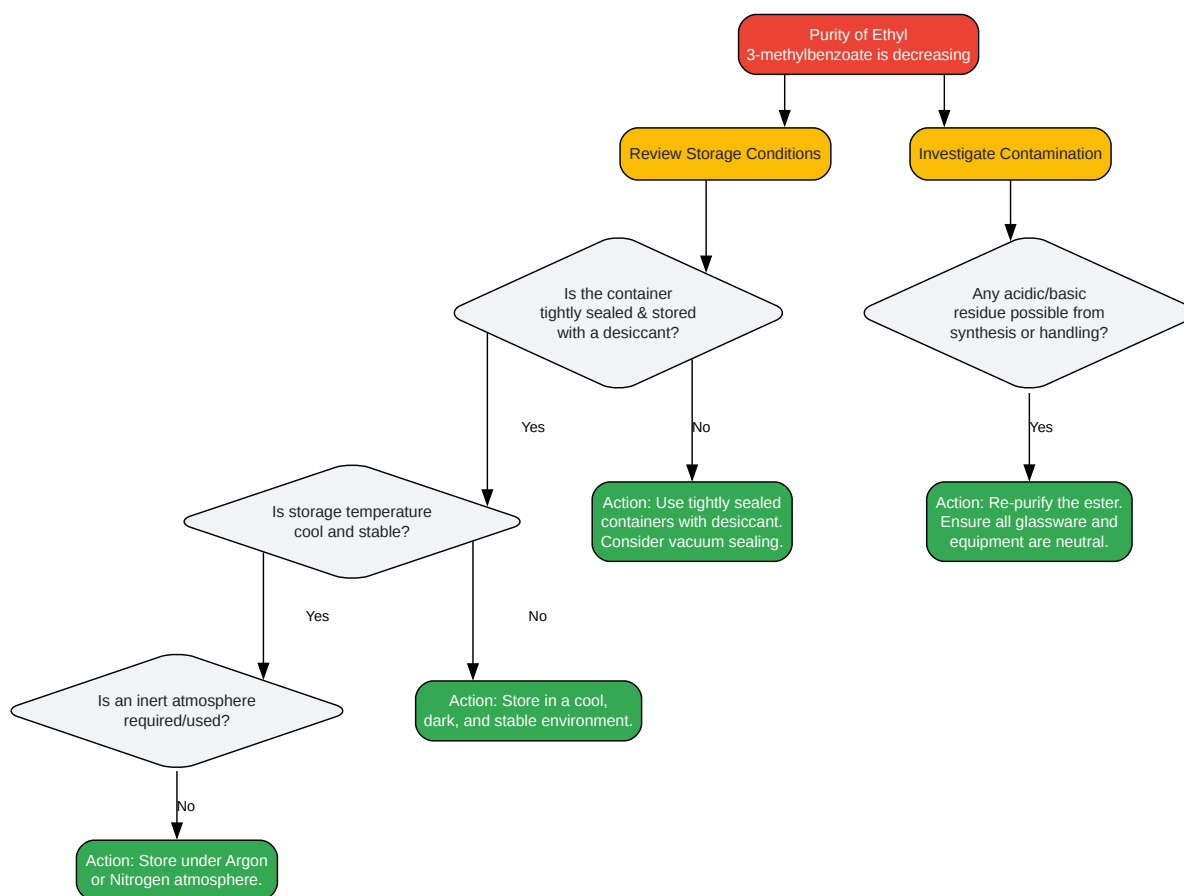 Purity of Ethyl
3-methylbenzoate is decreasing
Review Storage Conditions
Investigate Contamination
Is the container
tightly sealed & stored
with a desiccant?
Any acidic/basic
residue possible from
synthesis or handling?
Yes
No
Yes
Is storage temperature
cool and stable?
Action: Use tightly sealed
containers with desiccant.
Consider vacuum sealing.
Action: Re-purify the ester.
Ensure all glassware and
equipment are neutral.
Yes
No
Is an inert atmosphere
required/used?
Action: Store in a cool,
dark, and stable environment.
No
Action: Store under Argon
or Nitrogen atmosphere.